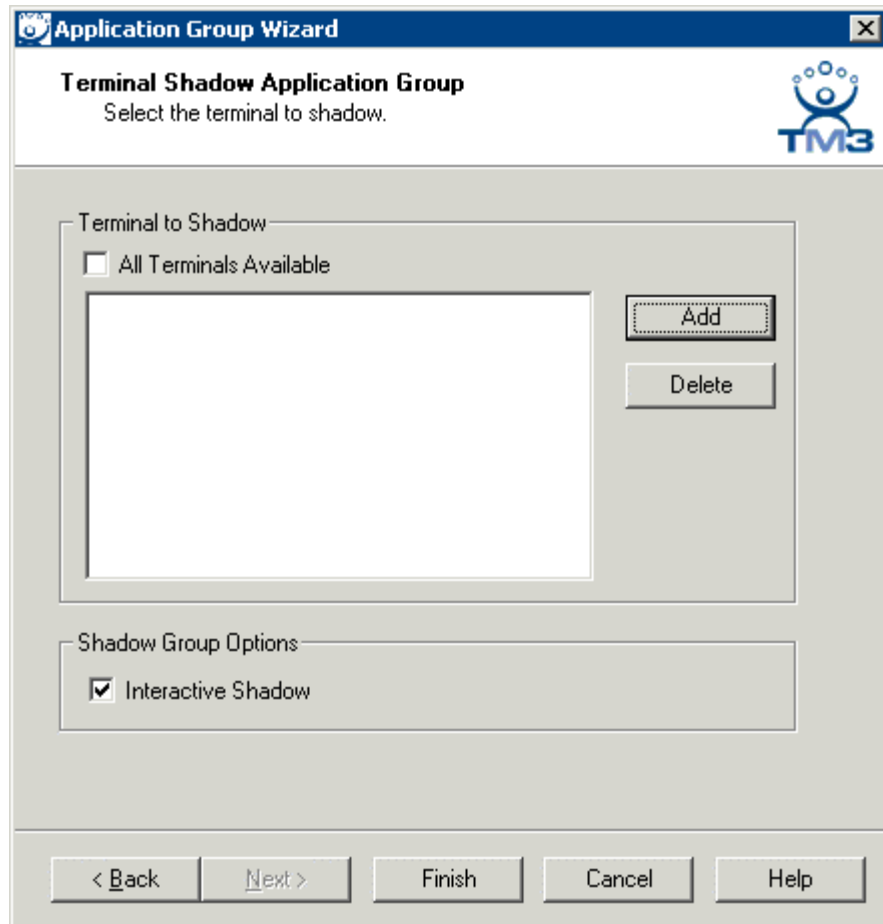 Application Group Wizard
Terminal Shadow Application Group
Select the terminal to shadow.
TM3
Terminal to Shadow
All Terminals Available
Add
Delete
Shadow Group Options
Interactive Shadow
< Back
Next >
Finish
Cancel
Help